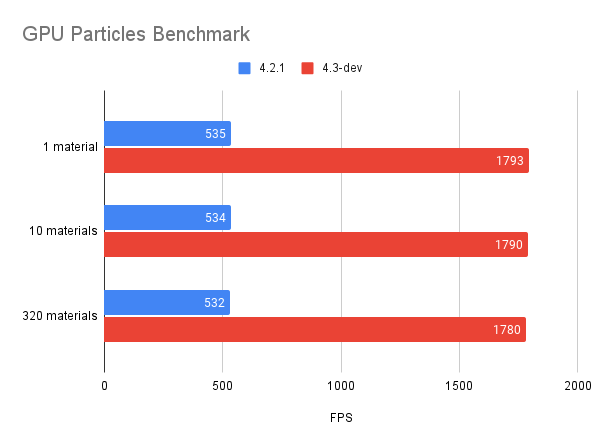 GPU Particles Benchmark
4.2.1 4.3-dev
1 material 535
1793
10 materials 534
1790
320 materials 532
1780
0 500 1000 1500 2000
FPS